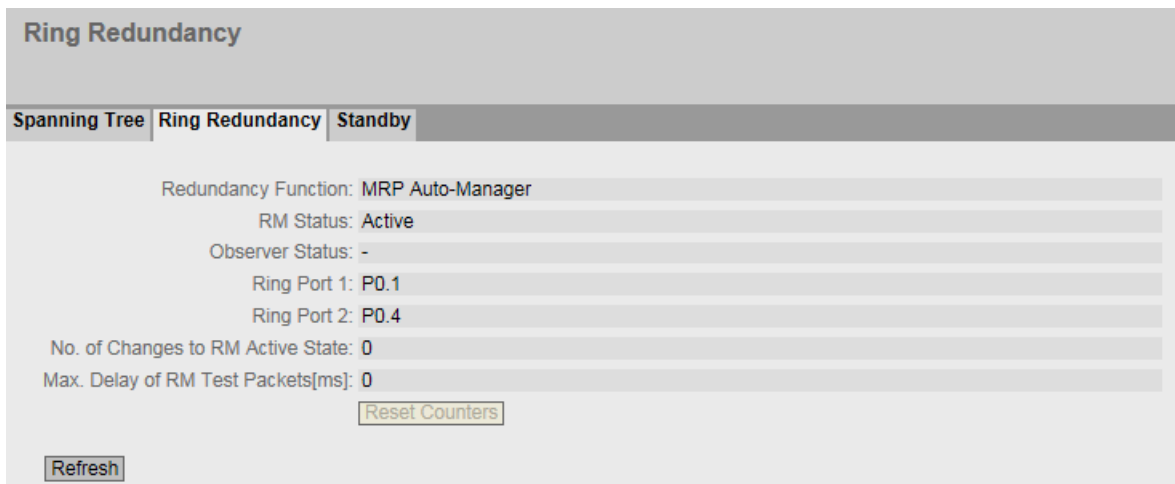 Ring Redundancy
Spanning Tree Ring Redundancy Standby
Redundancy Function: MRP Auto-Manager
RM Status: Active
Observer Status: -
Ring Port 1: P0.1
Ring Port 2: P0.4
No. of Changes to RM Active State: 0
Max. Delay of RM Test Packets[ms]: 0
Reset Counters
Refresh